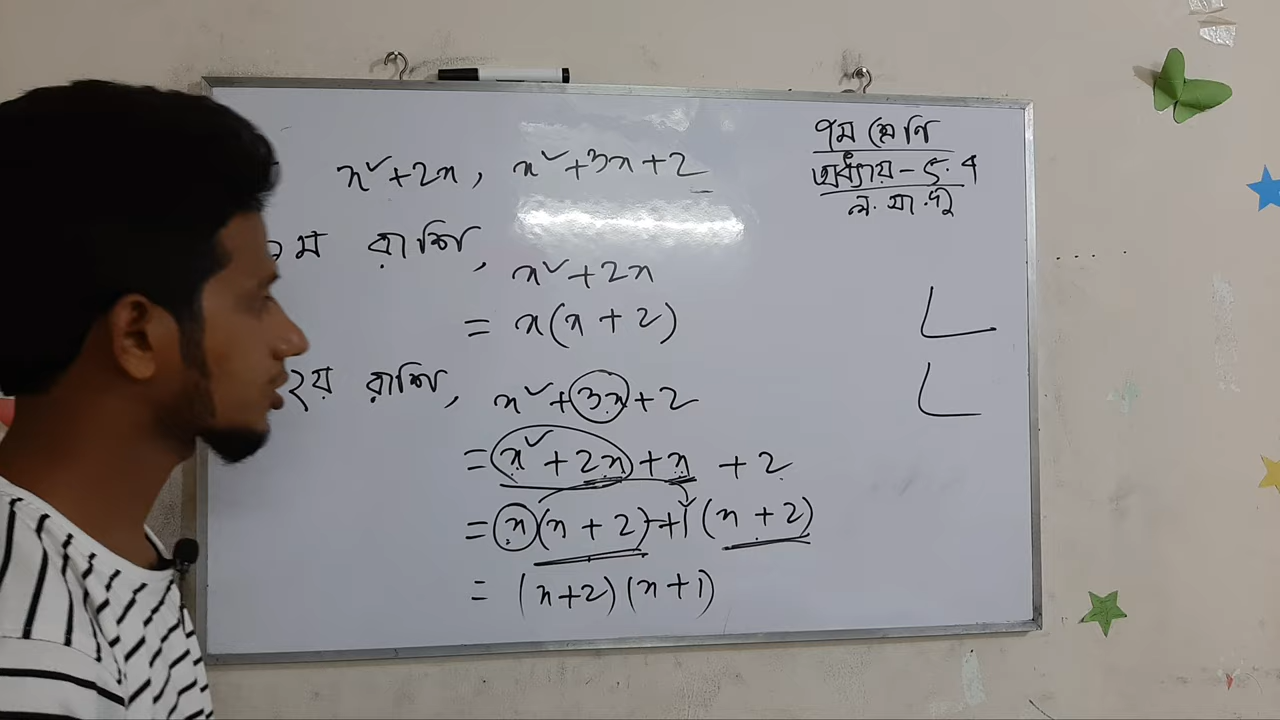 x²+2x, x²+3x+2
৭ম শ্রেণি
অধ্যায়-৫.৪
ল.সা.গু
১ম রাশি,
x²+2x
= x(x+2)
২য় রাশি,
x²+3x+2
= x²+2x+x+2
= x(x+2)+1(x+2)
= (x+2)(x+1)